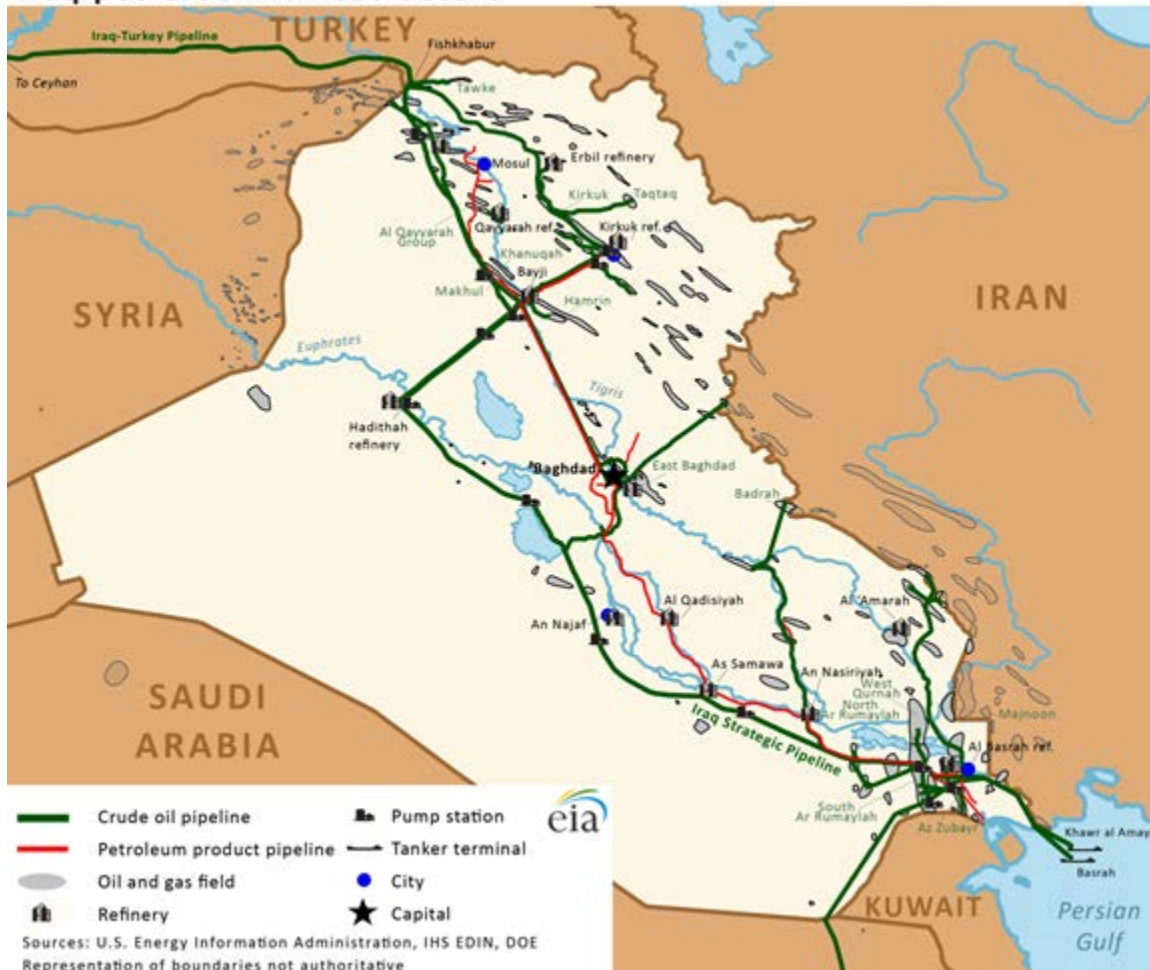 TURKEY
Iraq-Turkey Pipeline
Fishkhabur
To Ceyhan
Tawke
Mosul
Erbil refinery
Kirkuk
Taqtaq
Al Qayyarah
Group
Qayyarah ref.
Kirkuk ref.
Khanuqah
Bayji
Makhul
Hamrin
SYRIA
IRAN
Euphrates
Tigris
Hadithah
refinery
Baghdad
East Baghdad
Badrah
An Najaf
Al Qadisiyah
Al 'Amarah
As Samawa
An Nasiriyah
West
Qurnah
North
Ar Rumaylah
Majnoon
SAUDI
ARABIA
Iraq Strategic Pipeline
Al Basrah ref.
South
Ar Rumaylah
Az Zubayr
Khawr al Amay
Basrah
KUWAIT
Persian
Gulf
Crude oil pipeline
Petroleum product pipeline
Oil and gas field
Refinery
Pump station
Tanker terminal
City
Capital
eia
Sources: U.S. Energy Information Administration, IHS EDIN, DOE
Representation of boundaries not authoritative